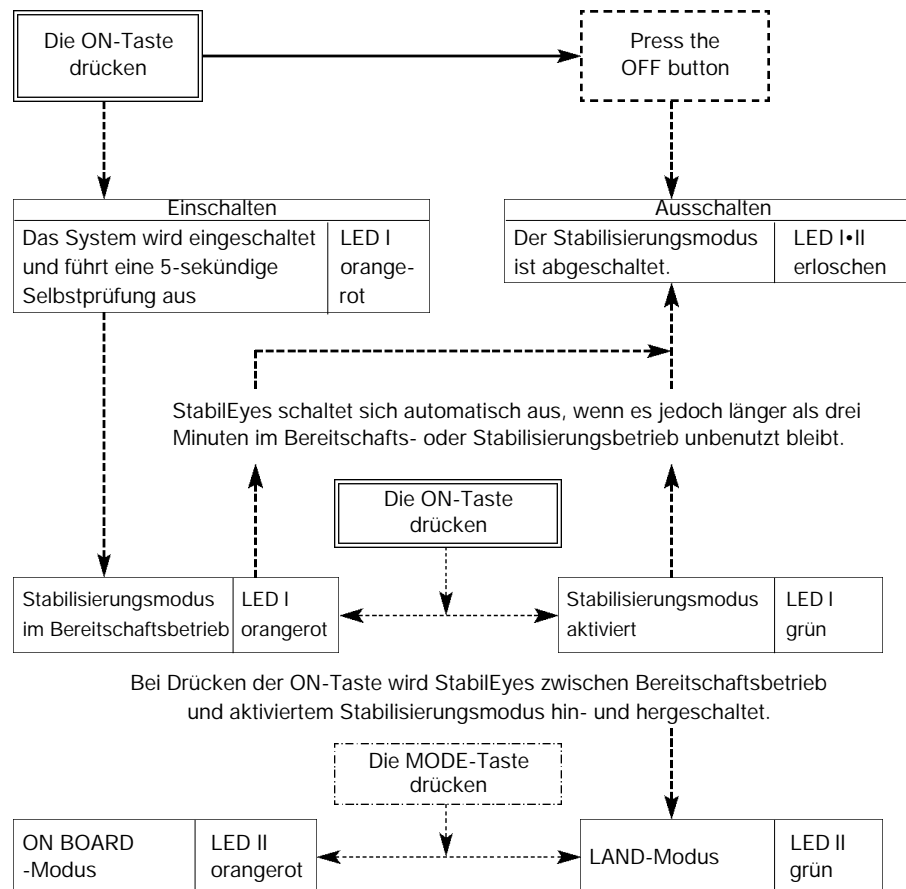 Die ON-Taste
drücken
Press the
OFF button
Einschalten
Das System wird eingeschaltet
und führt eine 5-sekündige
Selbstprüfung aus
LED I
orange-
rot
Ausschalten
Der Stabilisierungsmodus
ist abgeschaltet.
LED I•II
erloschen
StabilEyes schaltet sich automatisch aus, wenn es jedoch länger als drei
Minuten im Bereitschafts- oder Stabilisierungsbetrieb unbenutzt bleibt.
Die ON-Taste
drücken
Stabilisierungsmodus
im Bereitschaftsbetrieb
LED I
orangerot
Stabilisierungsmodus
aktiviert
LED I
grün
Bei Drücken der ON-Taste wird StabilEyes zwischen Bereitschaftsbetrieb
und aktiviertem Stabilisierungsmodus hin- und hergeschaltet.
Die MODE-Taste
drücken
ON BOARD
-Modus
LED II
orangerot
LAND-Modus
LED II
grün